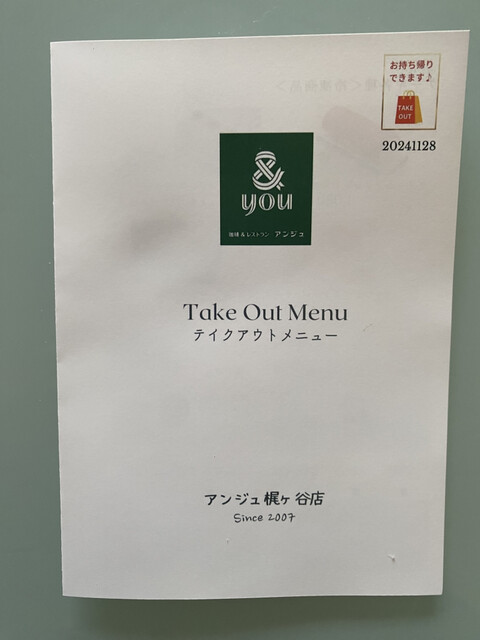 お持ち帰り
できます♪
TAKE
OUT
20241128
&
you
珈琲&レストラン アンジュ
Take Out Menu
テイクアウトメニュー
アンジュ梶ヶ谷店
Since 2007